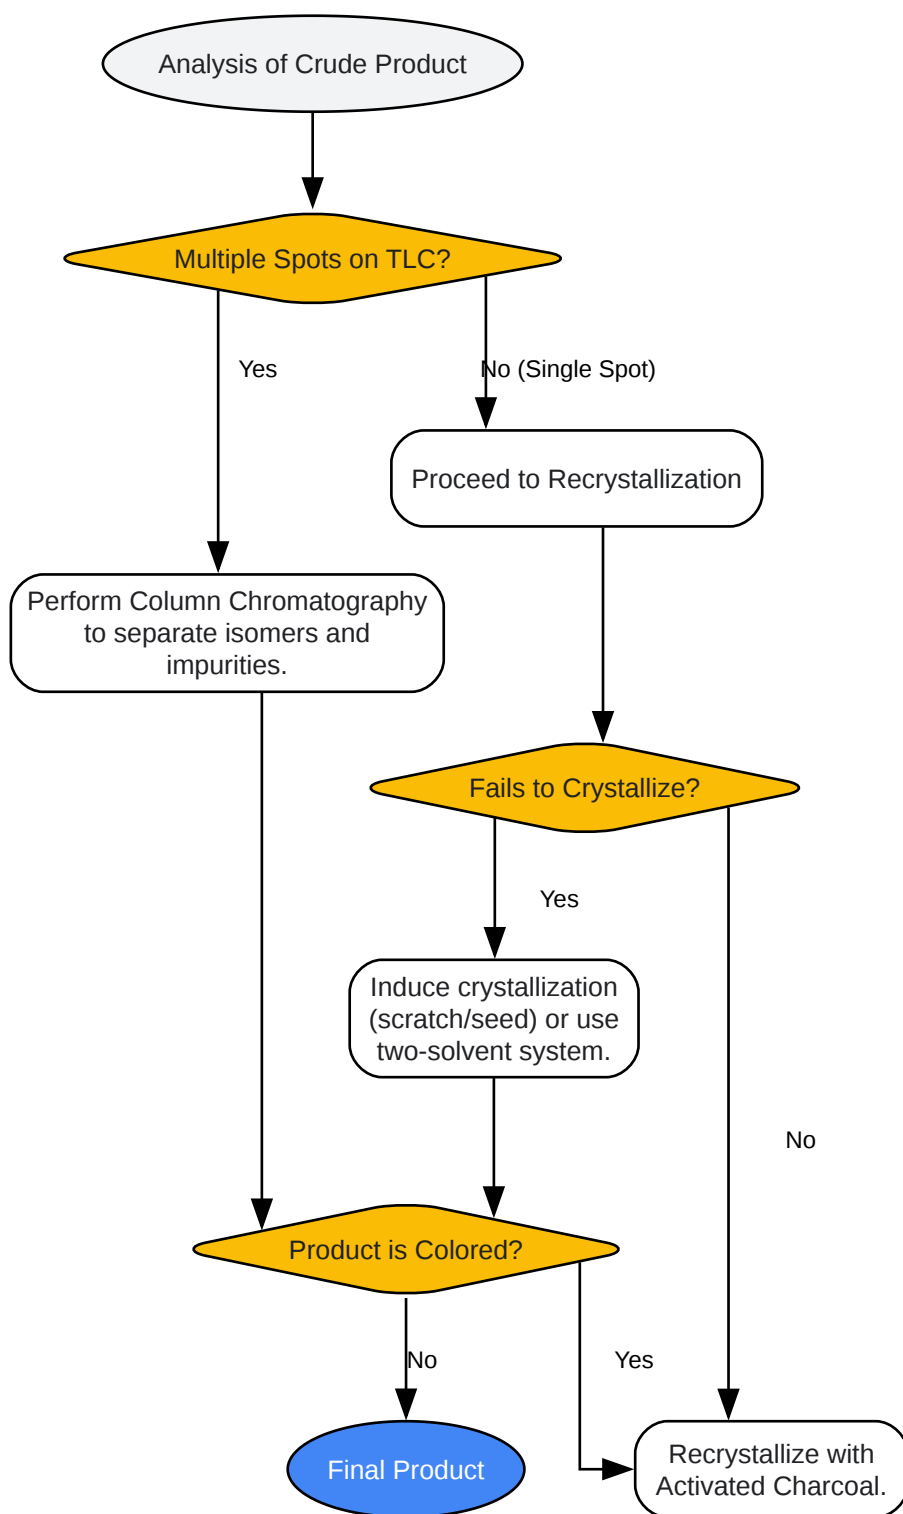 Analysis of Crude Product
Multiple Spots on TLC?
Yes
No (Single Spot)
Proceed to Recrystallization
Perform Column Chromatography
to separate isomers and
impurities.
Fails to Crystallize?
Yes
Induce crystallization
(scratch/seed) or use
two-solvent system.
No
Product is Colored?
No
Yes
Final Product
Recrystallize with
Activated Charcoal.